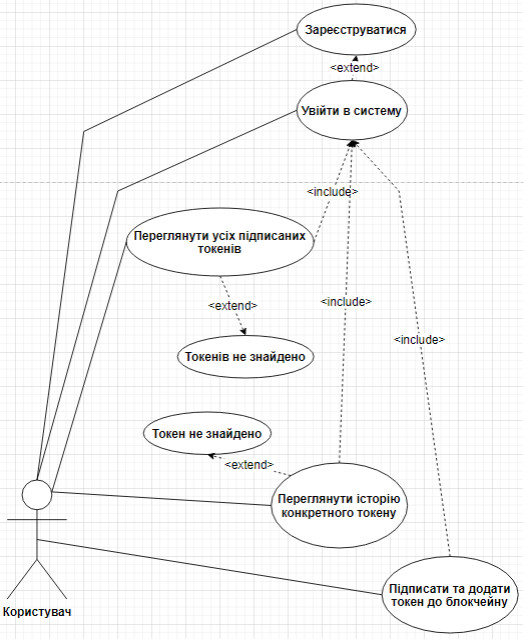 Зареєструватися
<extend>
Увійти в систему
<include>
Переглянути усіх підписаних
токенів
<extend>
<include>
<include>
Токенів не знайдено
Токен не знайдено
<extend>
Переглянути історію
конкретного токену
Підписати та додати
токен до блокчейну
Користувач